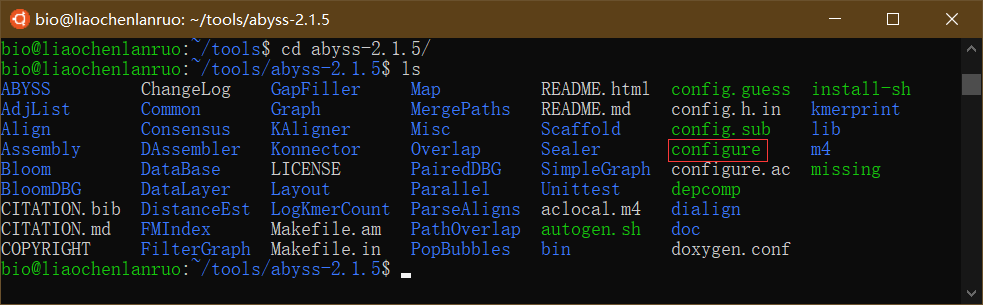 bio@liaochenlanruo: ~/tools/abyss-2.1.5
bio@liaochenlanruo:~/tools$ cd abyss-2.1.5/
bio@liaochenlanruo:~/tools/abyss-2.1.5$ ls
ABYSS ChangeLog GapFiller Map README.html config.guess install-sh
AdjList Common Graph MergePaths README.md config.h.in kmerprint
Align Consensus KAligner Misc Scaffold config.sub lib
Assembly DAssembler Konnector Overlap Sealer configure m4
Bloom DataBase LICENSE PairedDBG SimpleGraph configure.ac missing
BloomDBG DataLayer Layout Parallel Unittest depcomp
CITATION.bib DistanceEst LogKmerCount ParseAligns aclocal.m4 dialign
CITATION.md FMIndex Makefile.am PathOverlap autogen.sh doc
COPYRIGHT FilterGraph Makefile.in PopBubbles bin doxygen.conf
bio@liaochenlanruo:~/tools/abyss-2.1.5$